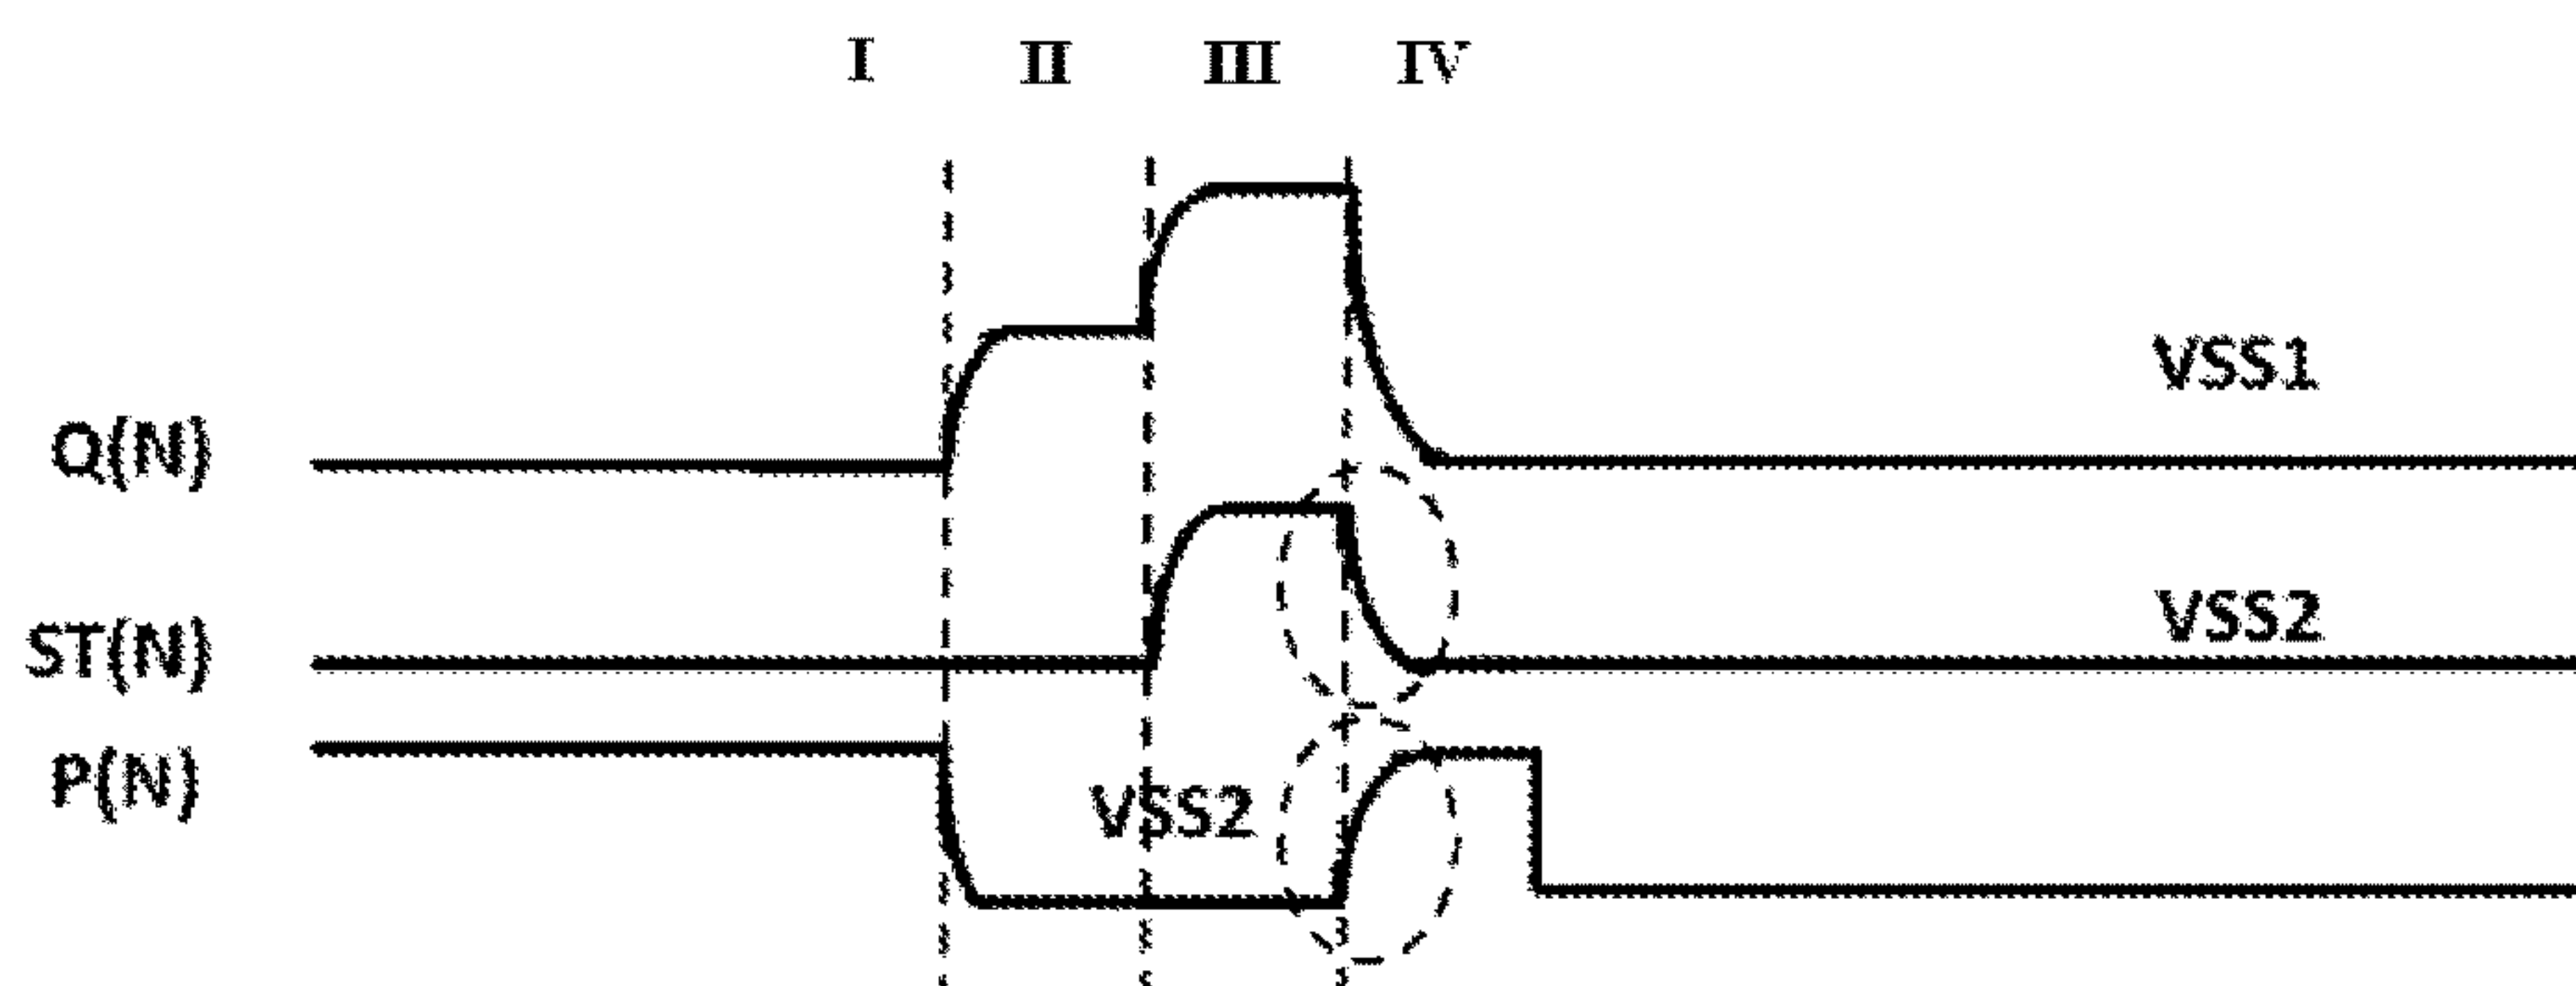 I II III IV
VSS1
Q(N)
VSS2
ST(N)
P(N)
VSS2